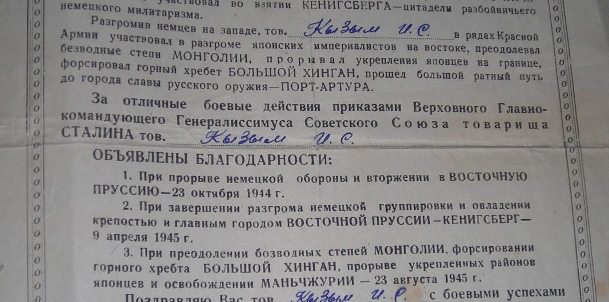 участвовал во взятии КЕНИГСБЕРГА—цитадели разбойничьего
немецкого милитаризма.
Разгромив немцев на западе, тов. Кызым И. С. в рядах Красной
Армии участвовал в разгроме японских империалистов на востоке, преодолевал
безводные степи МОНГОЛИИ, прорывал укрепления японцев на границе,
форсировал горный хребет БОЛЬШОЙ ХИНГАН, прошел большой ратный путь
до города славы русского оружия—ПОРТ-АРТУРА.
За отличные боевые действия приказами Верховного Главно-
командующего Генералиссимуса Советского Союза товарища
СТАЛИНА тов. Кызым И. С.
ОБЪЯВЛЕНЫ БЛАГОДАРНОСТИ:
1. При прорыве немецкой обороны и вторжении в ВОСТОЧНУЮ
ПРУССИЮ—23 октября 1944 г.
2. При завершении разгрома немецкой группировки и овладении
крепостью и главным городом ВОСТОЧНОЙ ПРУССИИ—КЕНИГСБЕРГ—
9 апреля 1945 г.
3. При преодолении бозводных степей МОНГОЛИИ, форсировании
горного хребта БОЛЬШОЙ ХИНГАН, прорыве укрепленных районов
японцев и освобождении МАНЬЧЖУРИИ — 23 августа 1945 г.
Поздравляю Вас тов. Кызым И. С. с боевыми успехами